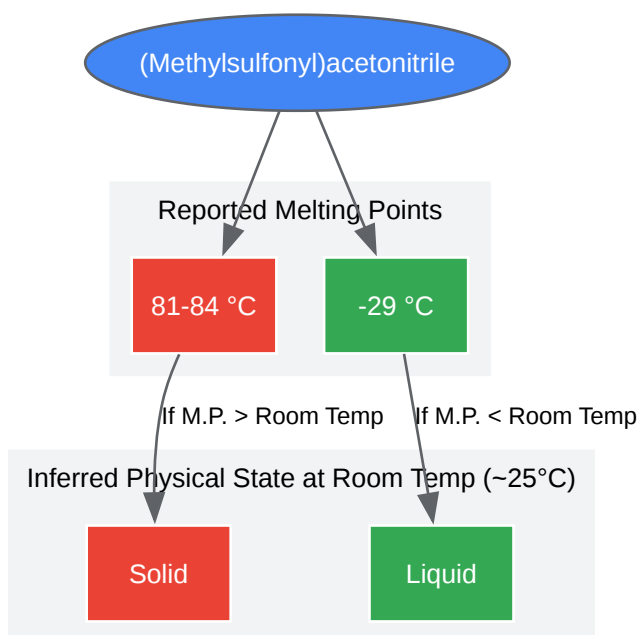 (Methylsulfonyl)acetonitrile
Reported Melting Points
81-84 °C
-29 °C
If M.P. > Room Temp
If M.P. < Room Temp
Inferred Physical State at Room Temp (~25°C)
Solid
Liquid